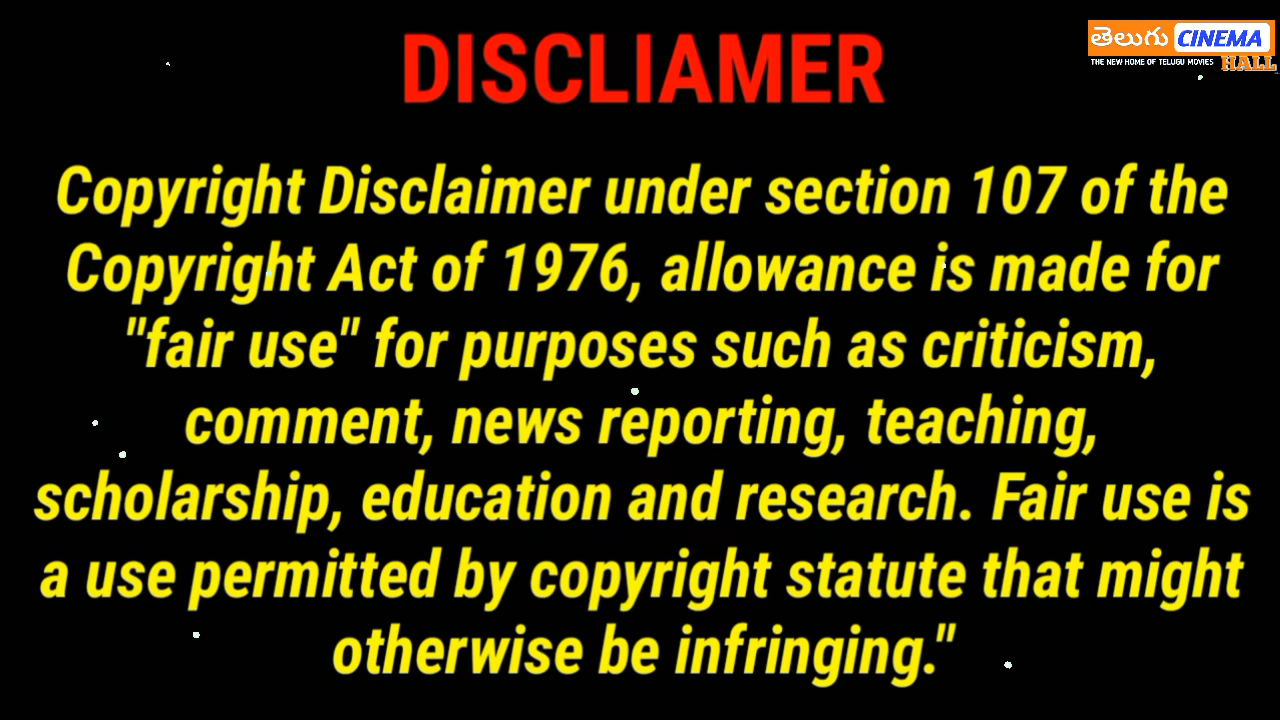 DISCLIAMER
తెలుగు CINEMA
THE NEW HOME OF TELUGU MOVIES HALL
Copyright Disclaimer under section 107 of the
Copyright Act of 1976, allowance is made for
"fair use" for purposes such as criticism,
comment, news reporting, teaching,
scholarship, education and research. Fair use is
a use permitted by copyright statute that might
otherwise be infringing."